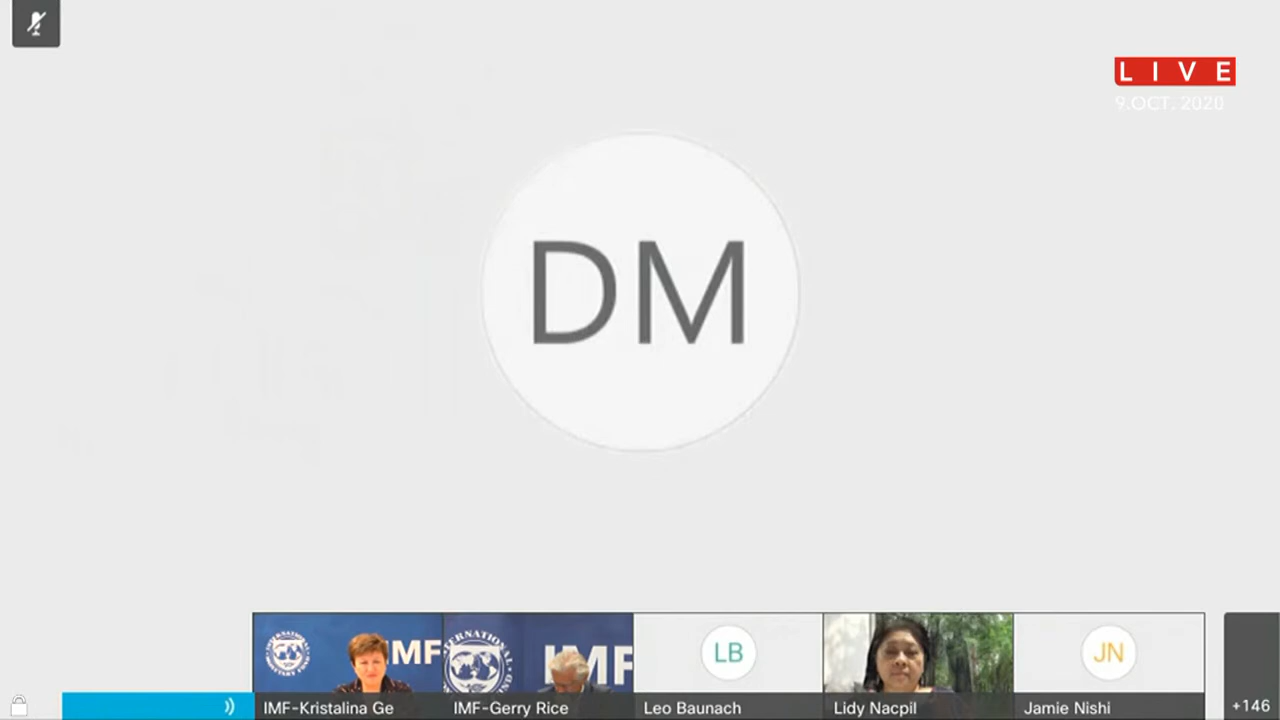 LIVE
9.OCT. 2020
DM
IMF
INTERNATIONAL
IMF
LB
JN
IMF-Kristalina Ge
IMF-Gerry Rice
Leo Baunach
Lidy Nacpil
Jamie Nishi
+146